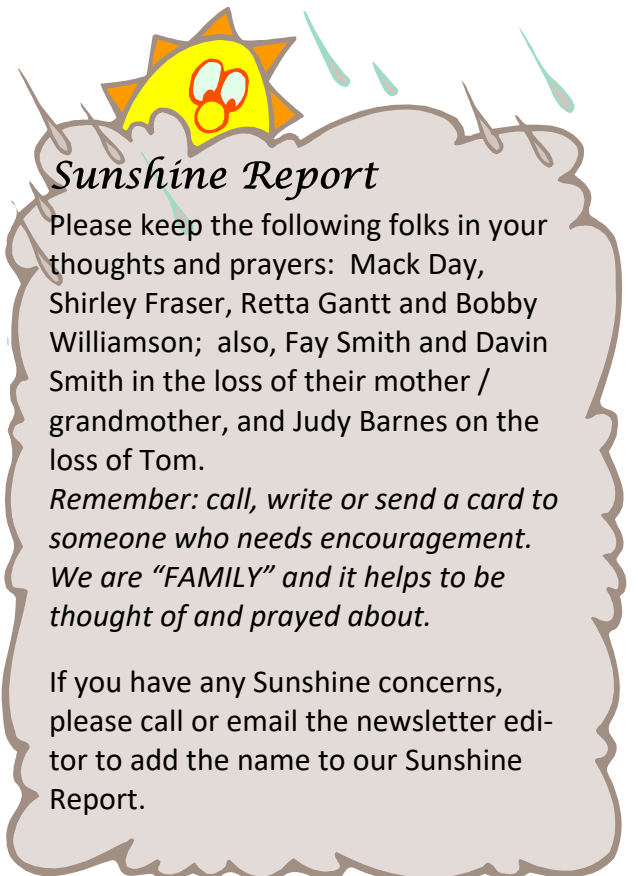 Sunshine Report
Please keep the following folks in your
thoughts and prayers:  Mack Day,
Shirley Fraser, Retta Gantt and Bobby
Williamson;  also, Fay Smith and Davin
Smith in the loss of their mother /
grandmother, and Judy Barnes on the
loss of Tom.
Remember: call, write or send a card to
someone who needs encouragement.
We are “FAMILY” and it helps to be
thought of and prayed about.
If you have any Sunshine concerns,
please call or email the newsletter edi-
tor to add the name to our Sunshine
Report.